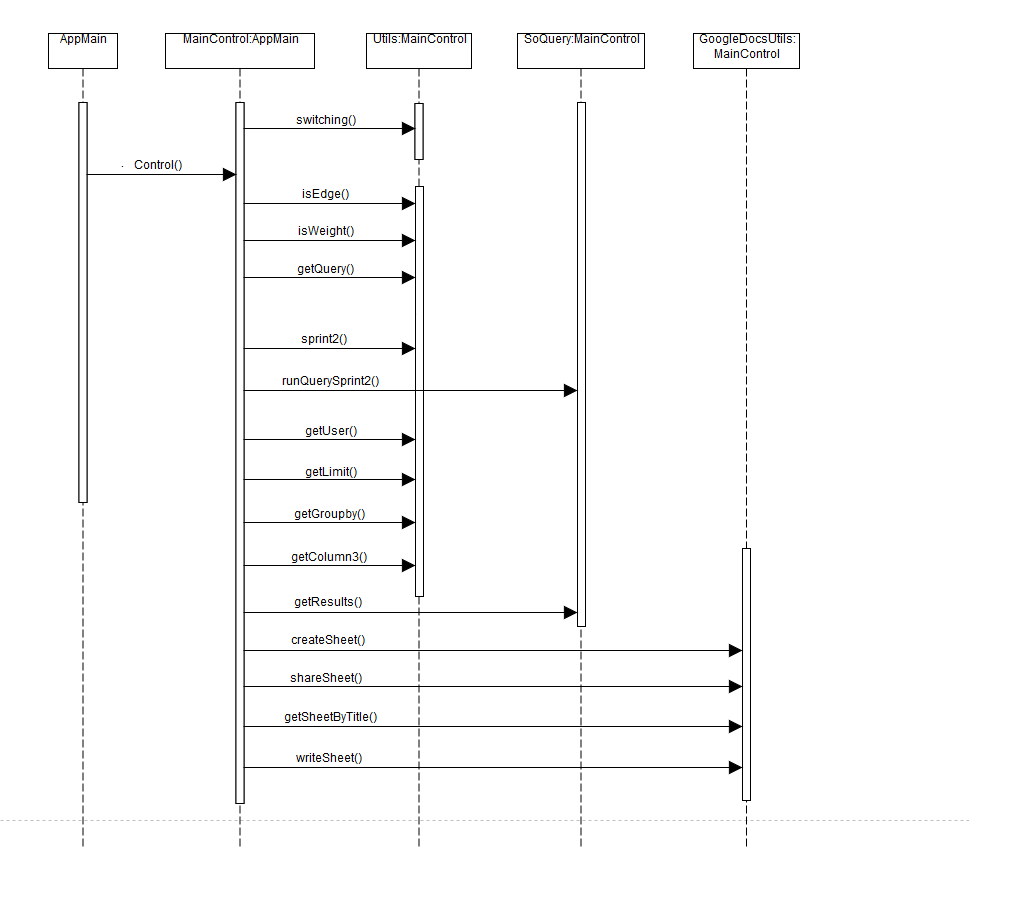 AppMain
MainControl:AppMain
Utils:MainControl
SoQuery:MainControl
GoogleDocsUtils:
MainControl
switching()
. Control()
isEdge()
isWeight()
getQuery()
sprint2()
runQuerySprint2()
getUser()
getLimit()
getGroupby()
getColumn3()
getResults()
createSheet()
shareSheet()
getSheetByTitle()
writeSheet()